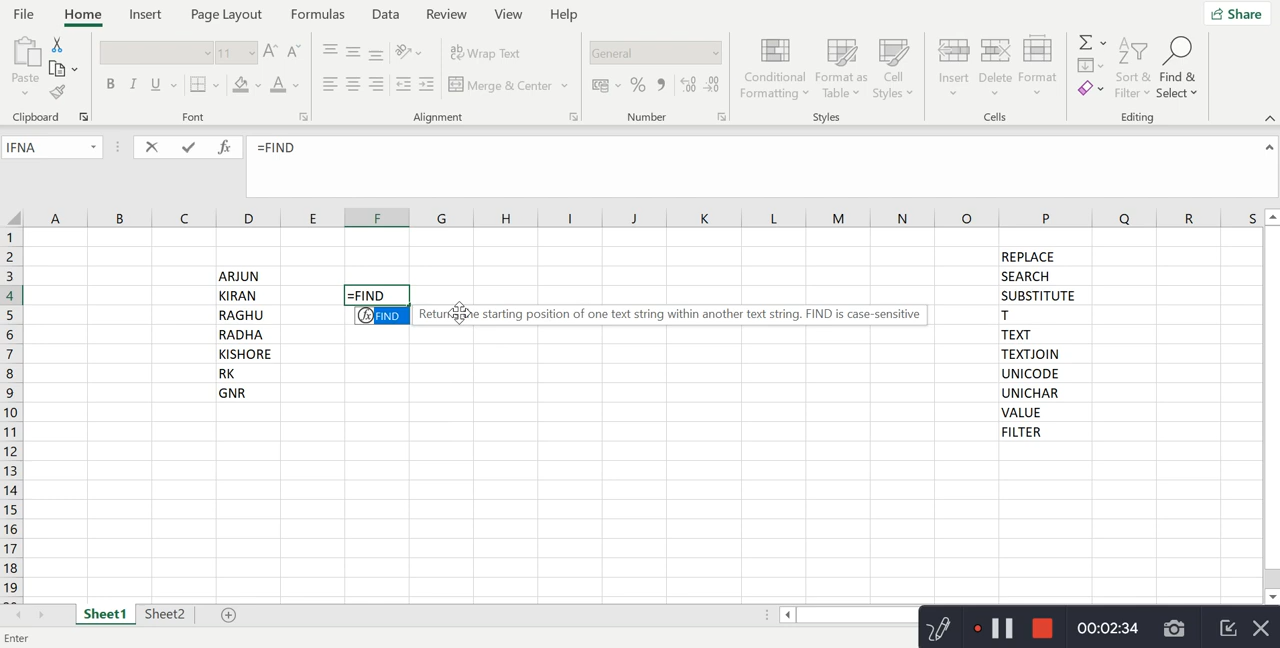 File Home Insert Page Layout Formulas Data Review View Help Share
11 A A Wrap Text General
Paste B I U A Merge & Center % , Conditional Formatting Format as Table Cell Styles Insert Delete Format Sort & Filter Find & Select
Clipboard Font Alignment Number Styles Cells Editing
IFNA fx =FIND
A B C D E F G H I J K L M N O P Q R S
1
2 REPLACE
3 ARJUN SEARCH
4 KIRAN =FIND SUBSTITUTE
5 RAGHU fx FIND Return starting position of one text string within another text string. FIND is case-sensitive T
6 RADHA TEXT
7 KISHORE TEXTJOIN
8 RK UNICODE
9 GNR UNICHAR
10 VALUE
11 FILTER
12
13
14
15
16
17
18
19
Sheet1 Sheet2
Enter 00:02:34